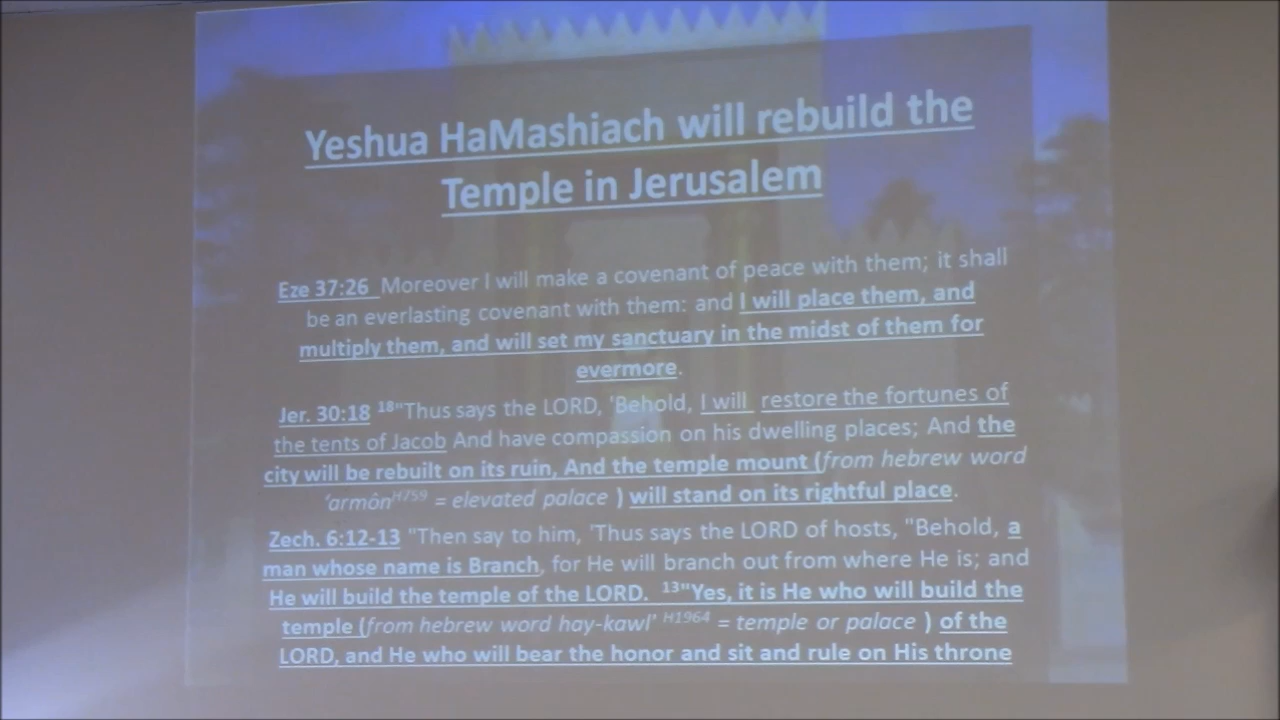 Yeshua HaMashiach will rebuild the
Temple in Jerusalem
Eze 37:26 Moreover I will make a covenant of peace with them; it shall
be an everlasting covenant with them: and I will place them, and
multiply them, and will set my sanctuary in the midst of them for
evermore.
Jer. 30:18 18"Thus says the LORD, 'Behold, I will restore the fortunes of
the tents of Jacob And have compassion on his dwelling places; And the
city will be rebuilt on its ruin, And the temple mount (from hebrew word
'armôn H759 = elevated palace ) will stand on its rightful place.
Zech. 6:12-13 "Then say to him, 'Thus says the LORD of hosts, "Behold, a
man whose name is Branch, for He will branch out from where He is; and
He will build the temple of the LORD. 13"Yes, it is He who will build the
temple (from hebrew word hay-kawl' H1964 = temple or palace ) of the
LORD, and He who will bear the honor and sit and rule on His throne